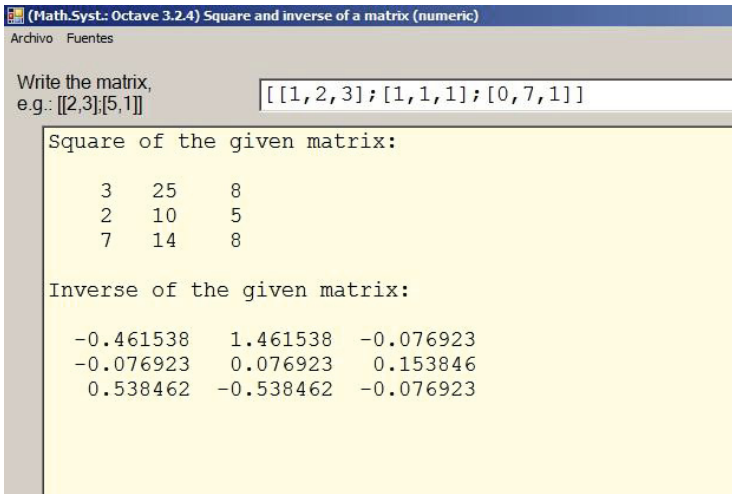 (Math.Syst.: Octave 3.2.4) Square and inverse of a matrix (numeric)
Archivo Fuentes
Write the matrix,
e.g.: [[2,3];[5,1]]
[[1,2,3];[1,1,1];[0,7,1]]
Square of the given matrix:
3 25 8
2 10 5
7 14 8
Inverse of the given matrix:
-0.461538 1.461538 -0.076923
-0.076923 0.076923 0.153846
0.538462 -0.538462 -0.076923